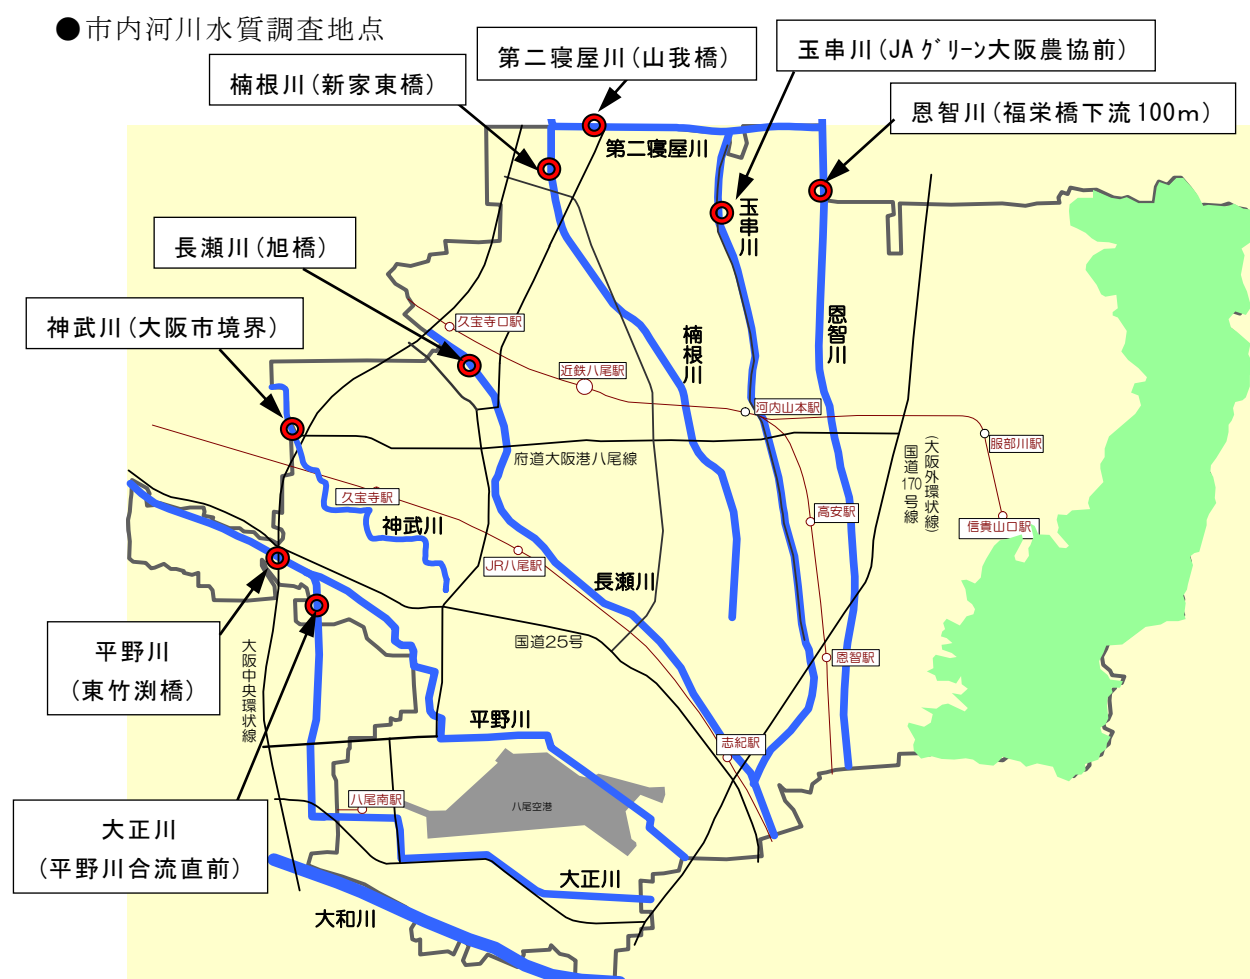 ●市内河川水質調査地点
第二寝屋川(山我橋)
玉串川(JAグリーン大阪農協前)
楠根川(新家東橋)
恩智川(福栄橋下流100m)
第二寝屋川
玉串川
長瀬川(旭橋)
神武川(大阪市境界)
久宝寺口駅
恩智川
楠根川
近鉄八尾駅
河内山本駅
服部川駅
府道大阪港八尾線
国道170号線
(大阪外環状線)
久宝寺駅
神武川
高安駅
信貴山口駅
JR八尾駅
長瀬川
国道25号
平野川
(東竹渕橋)
大阪中央環状線
恩智駅
平野川
志紀駅
八尾南駅
八尾空港
大正川
(平野川合流直前)
大正川
大和川